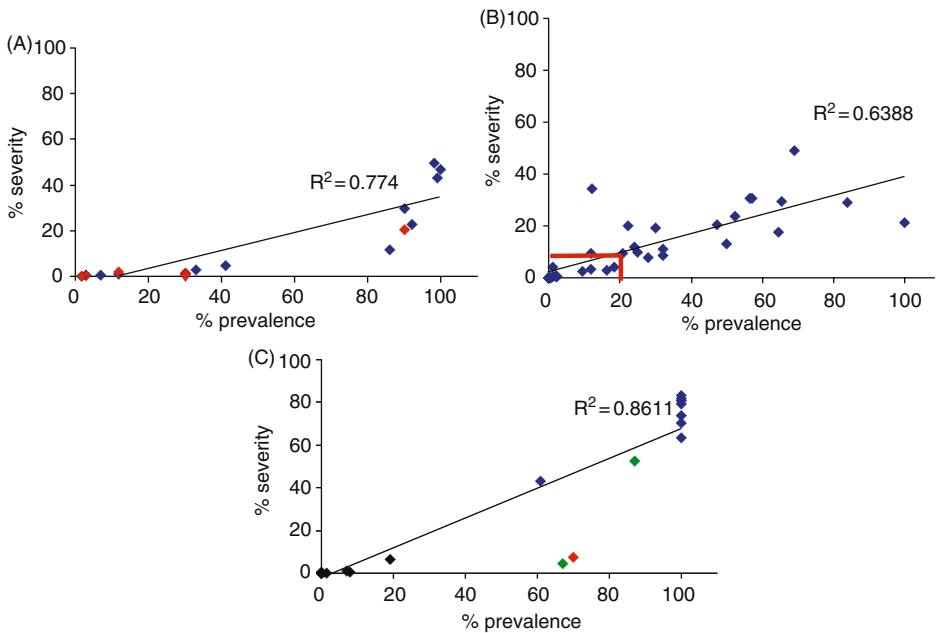 (A)
100
80
60
40
20
0
% severity
R² = 0.774
0 20 40 60 80 100
% prevalence
(B)
100
80
60
40
20
0
% severity
R² = 0.6388
0 20 40 60 80 100
% prevalence
(C)
100
80
60
40
20
0
% severity
R² = 0.8611
0 20 40 60 80 100
% prevalence